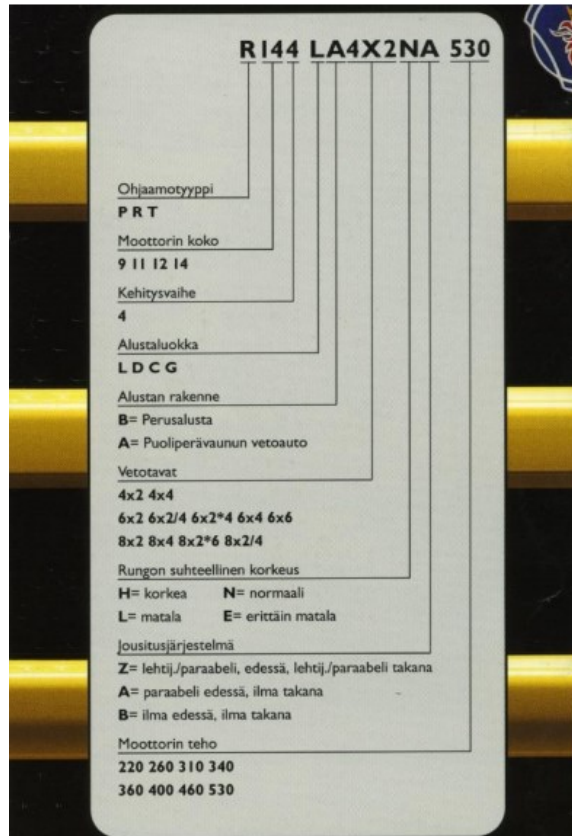 R144 LA4X2NA 530
Ohjaamotyyppi
P R T
Moottorin koko
9 11 12 14
Kehitysvaihe
4
Alustaluokka
L D C G
Alustan rakenne
B= Perusalusta
A= Puoliperävaunun vetoauto
Vetotavat
4x2 4x4
6x2 6x2/4 6x2*4 6x4 6x6
8x2 8x4 8x2*6 8x2/4
Rungon suhteellinen korkeus
H= korkea N= normaali
L= matala E= erittäin matala
Jousitusjärjestelmä
Z= lehtij./paraabeli, edessä, lehtij./paraabeli takana
A= paraabeli edessä, ilma takana
B= ilma edessä, ilma takana
Moottorin teho
220 260 310 340
360 400 460 530